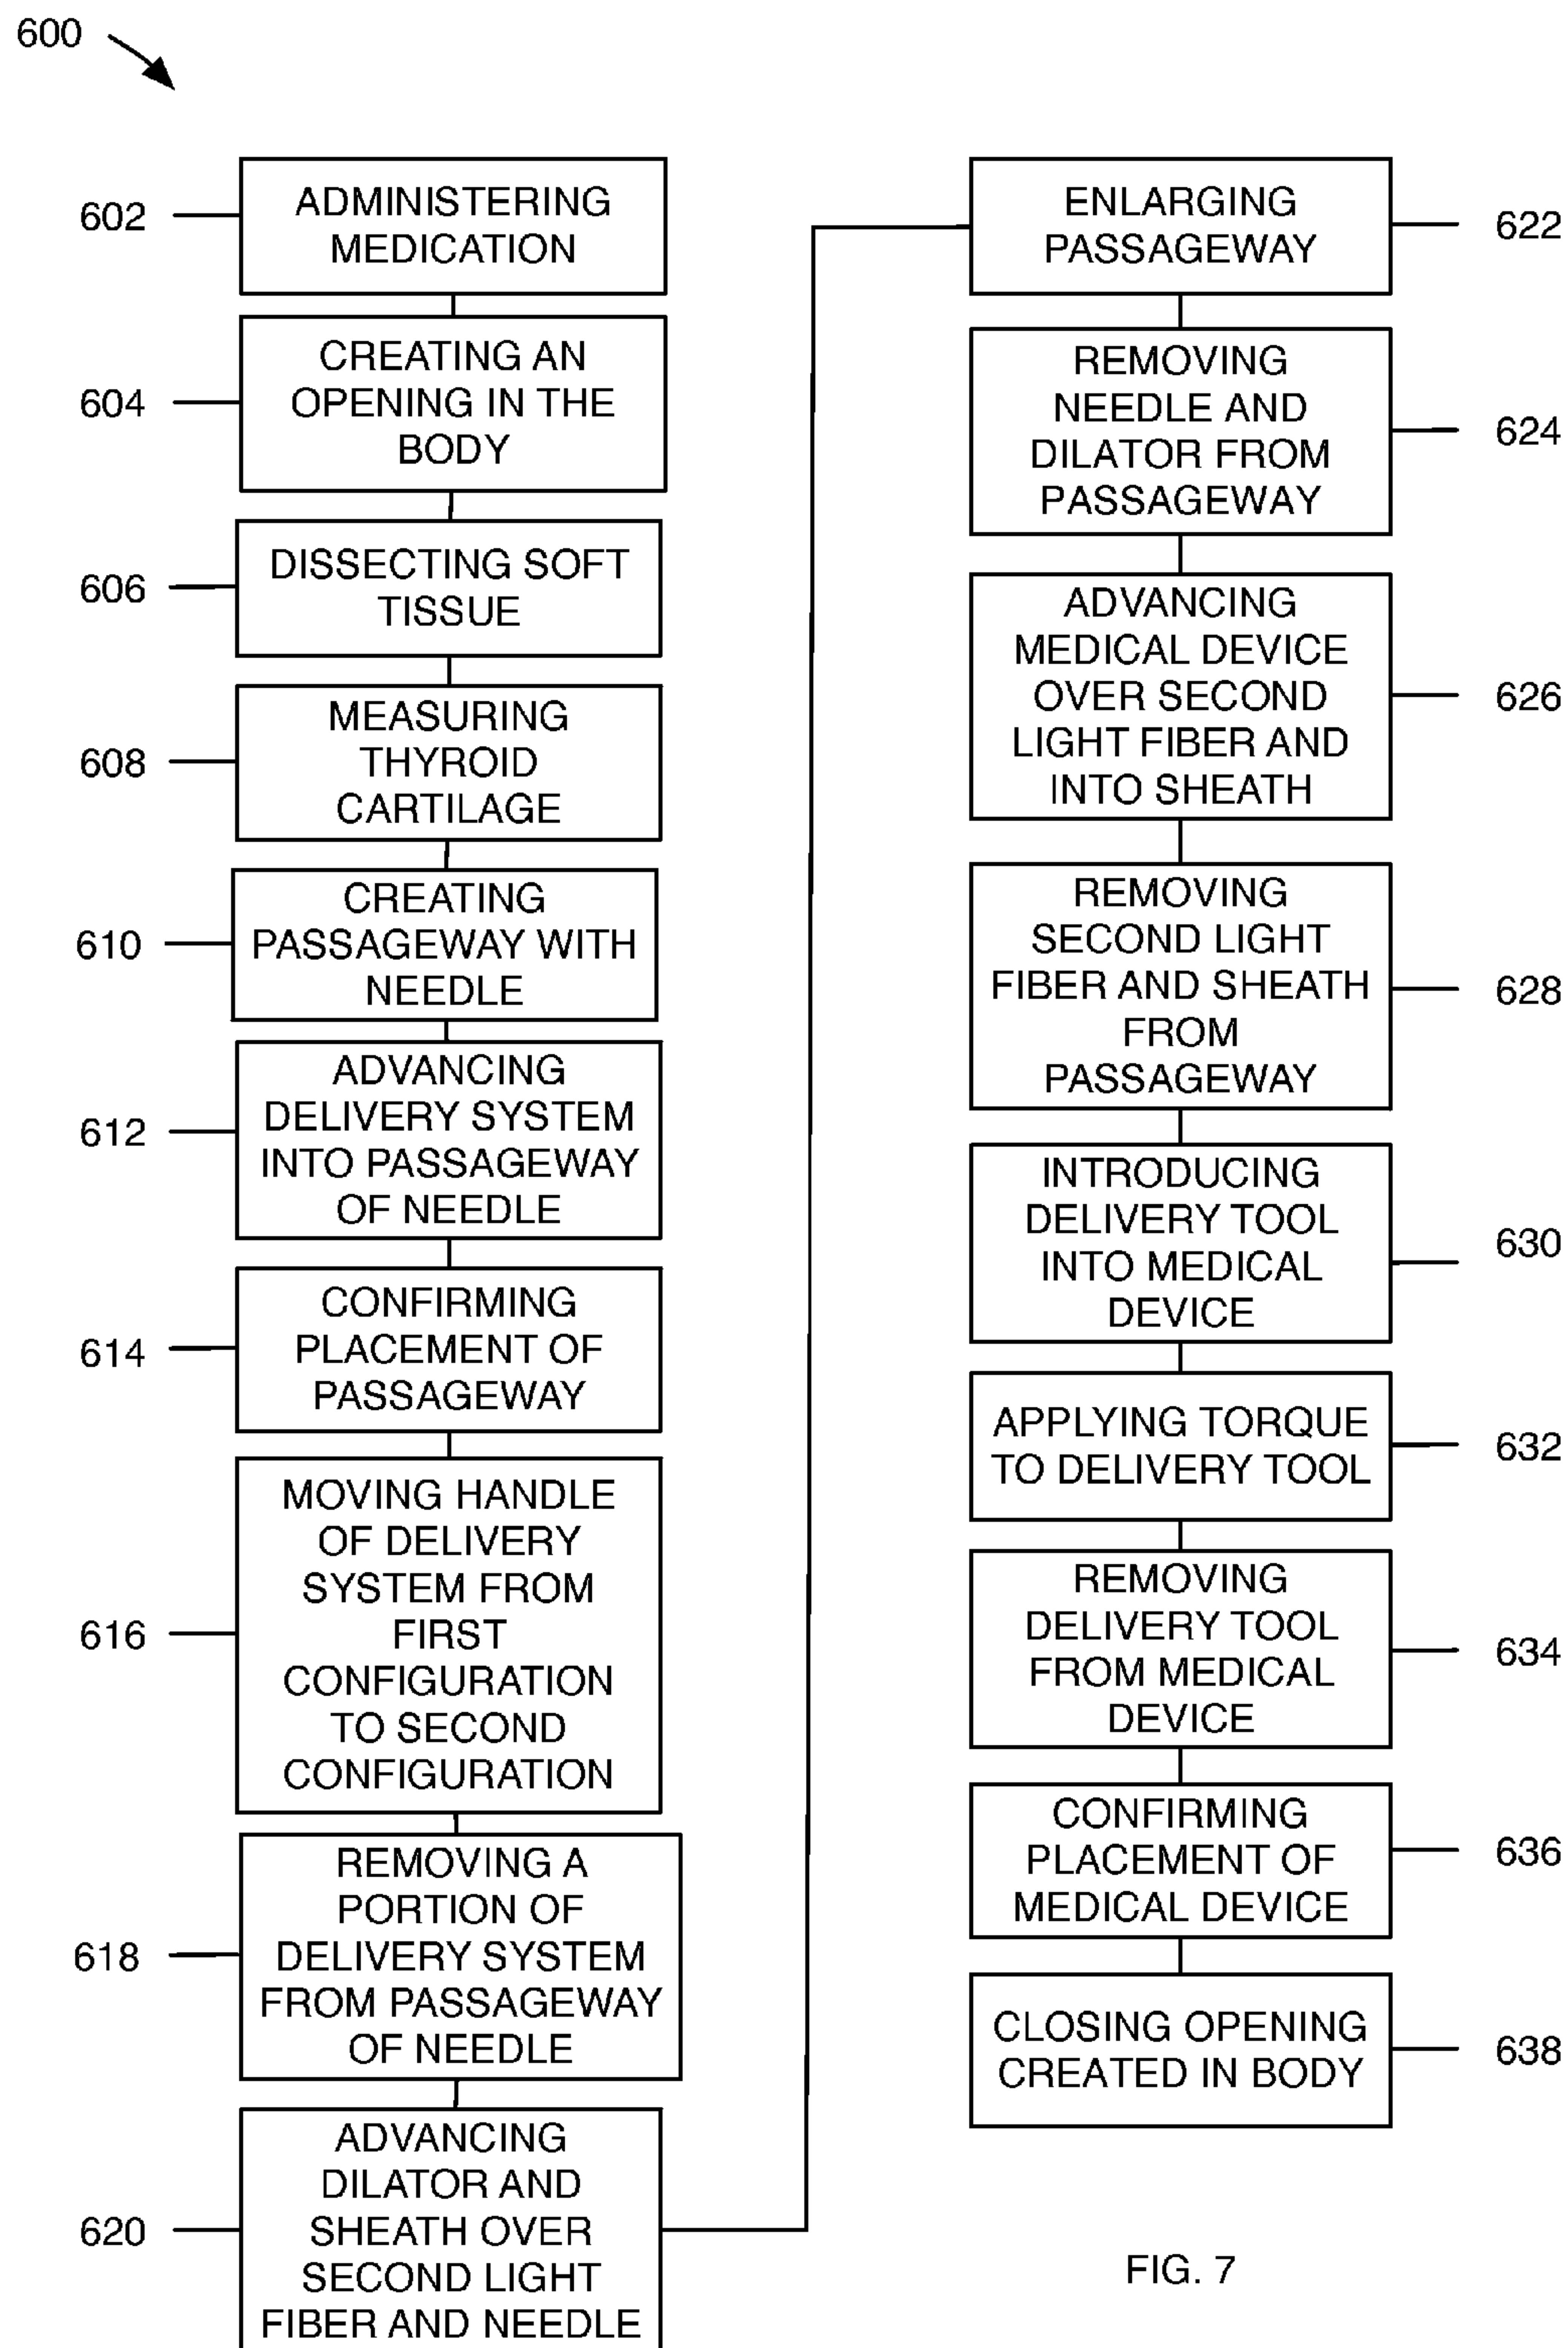 600
602
ADMINISTERING
MEDICATION
604
CREATING AN
OPENING IN THE
BODY
606
DISSECTING SOFT
TISSUE
608
MEASURING
THYROID
CARTILAGE
610
CREATING
PASSAGEWAY WITH
NEEDLE
612
ADVANCING
DELIVERY SYSTEM
INTO PASSAGEWAY
OF NEEDLE
614
CONFIRMING
PLACEMENT OF
PASSAGEWAY
616
MOVING HANDLE
OF DELIVERY
SYSTEM FROM
FIRST
CONFIGURATION
TO SECOND
CONFIGURATION
618
REMOVING A
PORTION OF
DELIVERY SYSTEM
FROM PASSAGEWAY
OF NEEDLE
620
ADVANCING
DILATOR AND
SHEATH OVER
SECOND LIGHT
FIBER AND NEEDLE
ENLARGING
PASSAGEWAY
622
REMOVING
NEEDLE AND
DILATOR FROM
PASSAGEWAY
624
ADVANCING
MEDICAL DEVICE
OVER SECOND
LIGHT FIBER AND
INTO SHEATH
626
REMOVING
SECOND LIGHT
FIBER AND SHEATH
FROM
PASSAGEWAY
628
INTRODUCING
DELIVERY TOOL
INTO MEDICAL
DEVICE
630
APPLYING TORQUE
TO DELIVERY TOOL
632
REMOVING
DELIVERY TOOL
FROM MEDICAL
DEVICE
634
CONFIRMING
PLACEMENT OF
MEDICAL DEVICE
636
CLOSING OPENING
CREATED IN BODY
638
FIG. 7